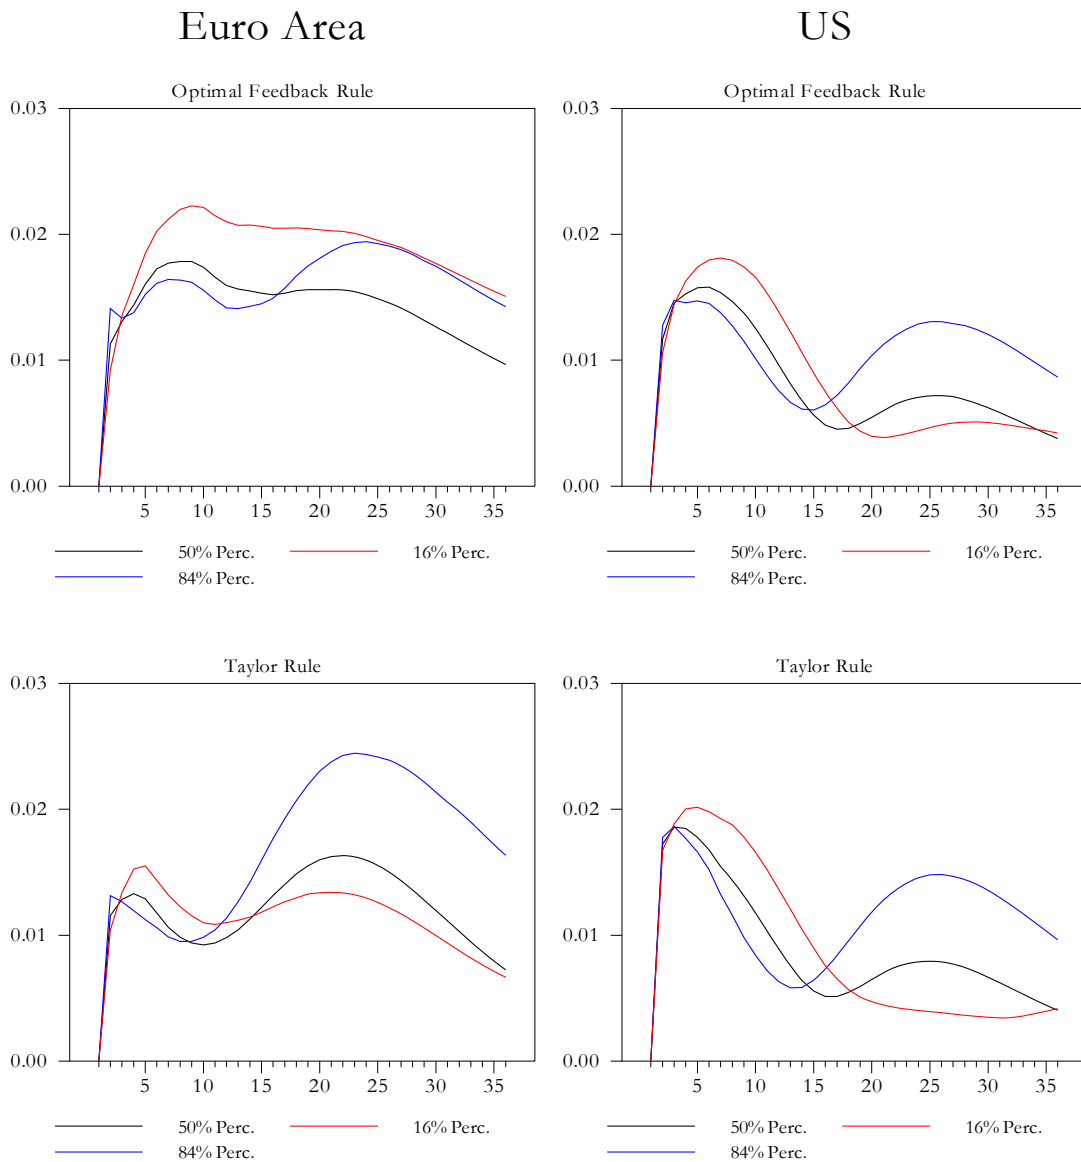 Euro Area
US
Optimal Feedback Rule
0.03
0.02
0.01
0.00
5 10 15 20 25 30 35
50% Perc. 16% Perc.
84% Perc.
Optimal Feedback Rule
0.03
0.02
0.01
0.00
5 10 15 20 25 30 35
50% Perc. 16% Perc.
84% Perc.
Taylor Rule
0.03
0.02
0.01
0.00
5 10 15 20 25 30 35
50% Perc. 16% Perc.
84% Perc.
Taylor Rule
0.03
0.02
0.01
0.00
5 10 15 20 25 30 35
50% Perc. 16% Perc.
84% Perc.